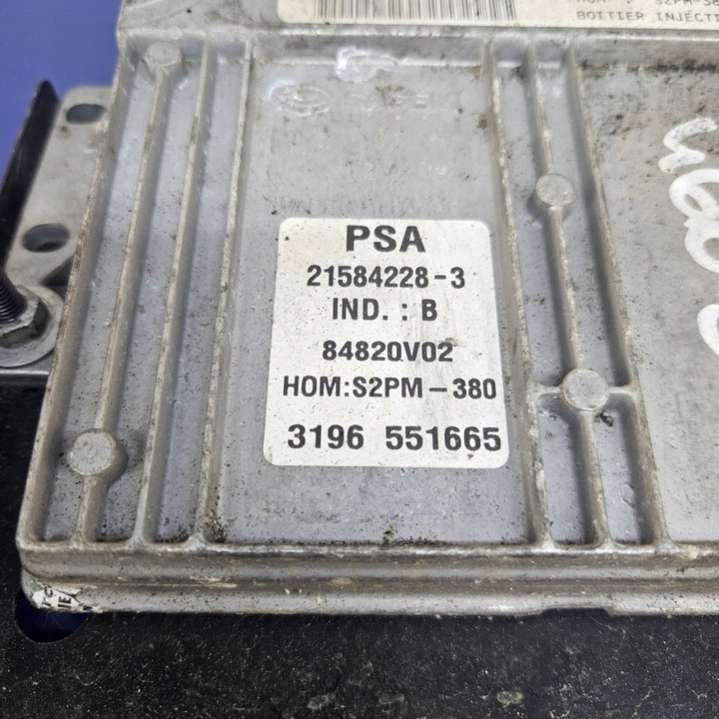 BOITIER INJECTI
PSA
21584228-3
IND. : B
84820V02
HOM:S2PM-380
3196 551665